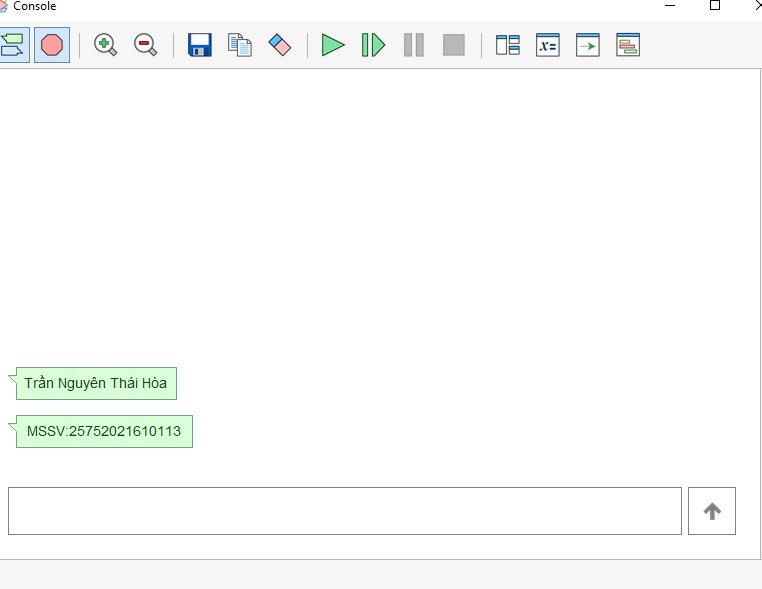 Console
x=
Trần Nguyên Thái Hòa
MSSV:25752021610113